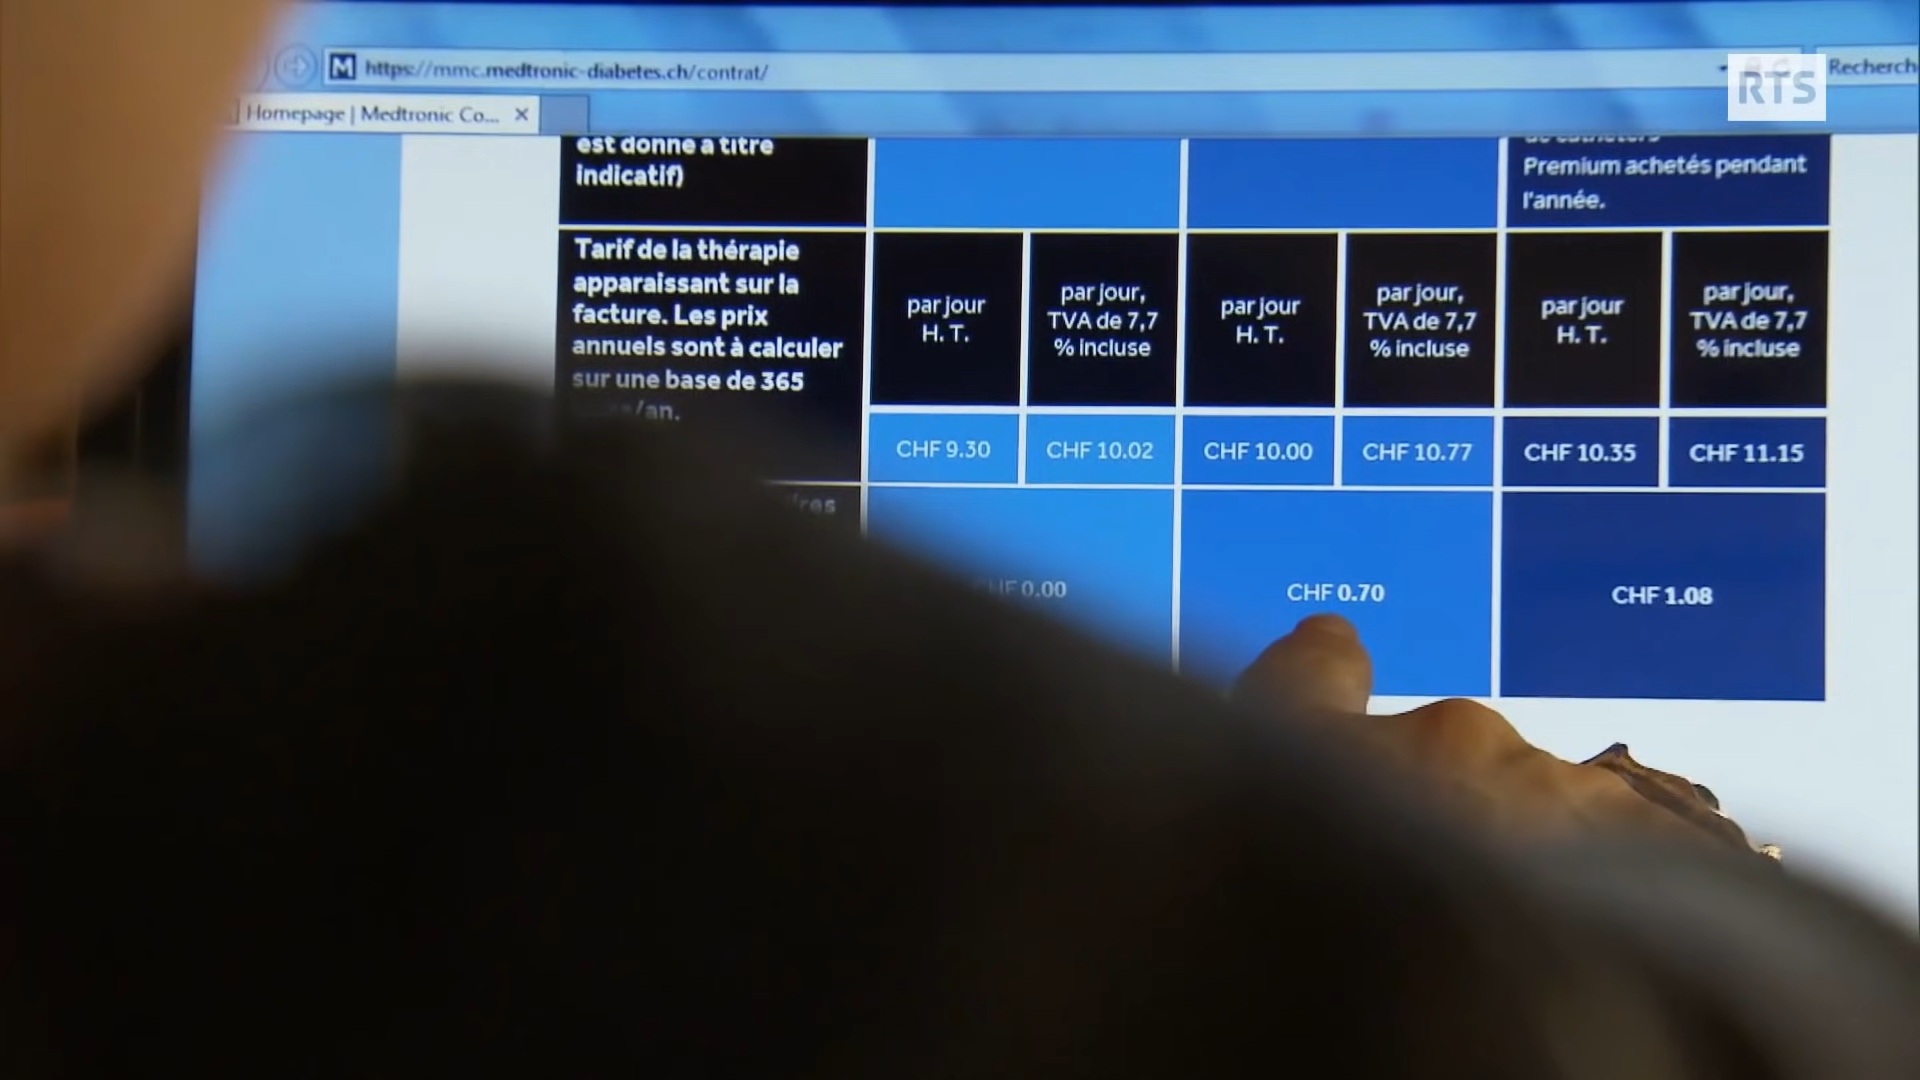 https://mmc.medtronic-diabetes.ch/contrat/
Recherch
RTS
Homepage | Medtronic Co...
est donné à titre
indicatif)
Premium achetés pendant
l'année.
Tarif de la thérapie
apparaissant sur la
facture. Les prix
annuels sont à calculer
sur une base de 365
/an.
par jour
H. T.
par jour,
TVA de 7,7
% incluse
par jour
H. T.
par jour,
TVA de 7,7
% incluse
par jour
H. T.
par jour,
TVA de 7,7
% incluse
CHF 9.30
CHF 10.02
CHF 10.00
CHF 10.77
CHF 10.35
CHF 11.15
CHF 0.00
CHF 0.70
CHF 1.08